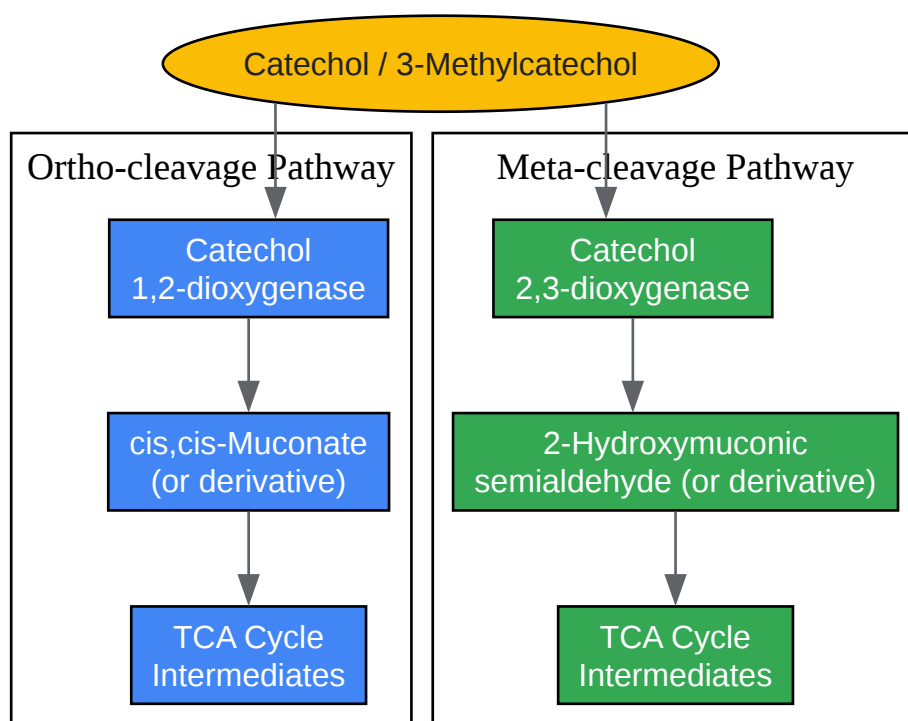 Catechol / 3-Methylcatechol
Ortho-cleavage Pathway
Catechol
1,2-dioxygenase
cis,cis-Muconate
(or derivative)
TCA Cycle
Intermediates
Meta-cleavage Pathway
Catechol
2,3-dioxygenase
2-Hydroxymuconic
semialdehyde (or derivative)
TCA Cycle
Intermediates